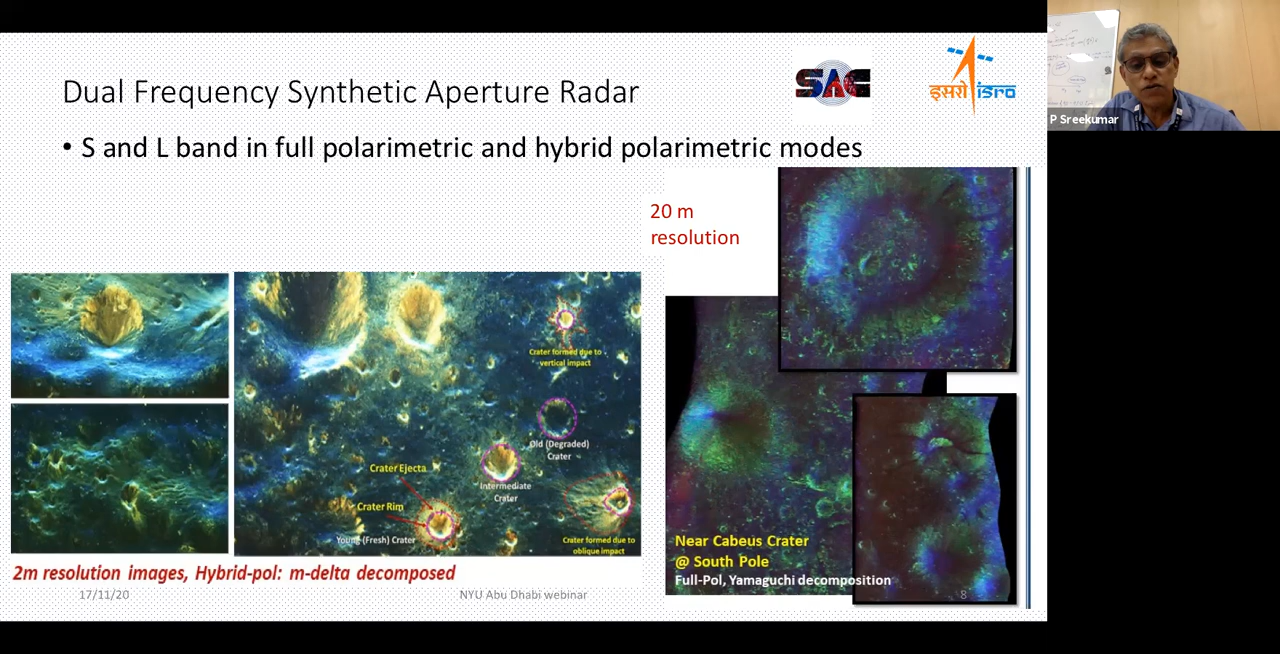 Dual Frequency Synthetic Aperture Radar
SAC
इसरो isro
P Sreekumar
• S and L band in full polarimetric and hybrid polarimetric modes
20 m
resolution
Crater formed due to
vertical impact
Old (Degraded)
Crater
Crater Ejecta
Intermediate
Crater
Crater Rim
Young (Fresh) Crater
Crater formed due to
oblique impact
Near Cabeus Crater
@ South Pole
Full-Pol, Yamaguchi decomposition
2m resolution images, Hybrid-pol: m-delta decomposed
17/11/20
NYU Abu Dhabi webinar
8